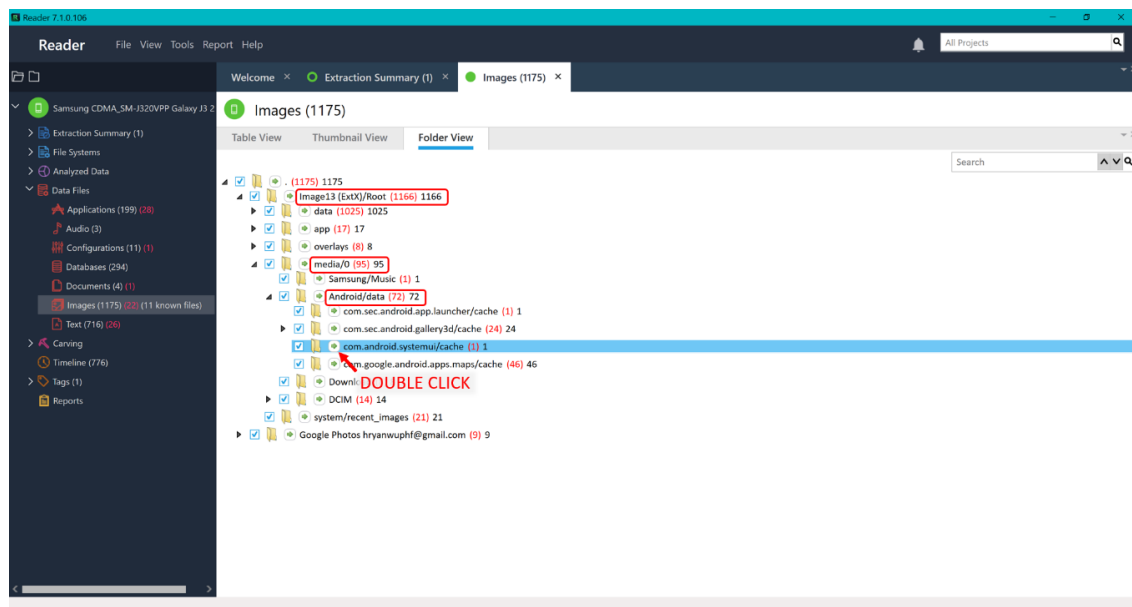 Reader 7.1.0.106
Reader File View Tools Report Help
All Projects
Welcome × Extraction Summary (1) × Images (1175) ×
Samsung CDMA_SM-J320VPP Galaxy J3 2
Extraction Summary (1)
File Systems
Analyzed Data
Data Files
Applications (199) (28)
Audio (3)
Configurations (11) (1)
Databases (294)
Documents (4) (1)
Images (1175) (22) (11 known files)
Text (716) (26)
Carving
Timeline (776)
Tags (1)
Reports
Images (1175)
Table View Thumbnail View Folder View
Search
. (1175) 1175
Image13 (ExtX)/Root (1166) 1166
data (1025) 1025
app (17) 17
overlays (8) 8
media/0 (95) 95
Samsung/Music (1) 1
Android/data (72) 72
com.sec.android.app.launcher/cache (1) 1
com.sec.android.gallery3d/cache (24) 24
com.android.systemui/cache (1) 1
com.google.android.apps.maps/cache (46) 46
DOUBLE CLICK
DCIM (14) 14
system/recent_images (21) 21
Google Photos hryanwuphf@gmail.com (9) 9